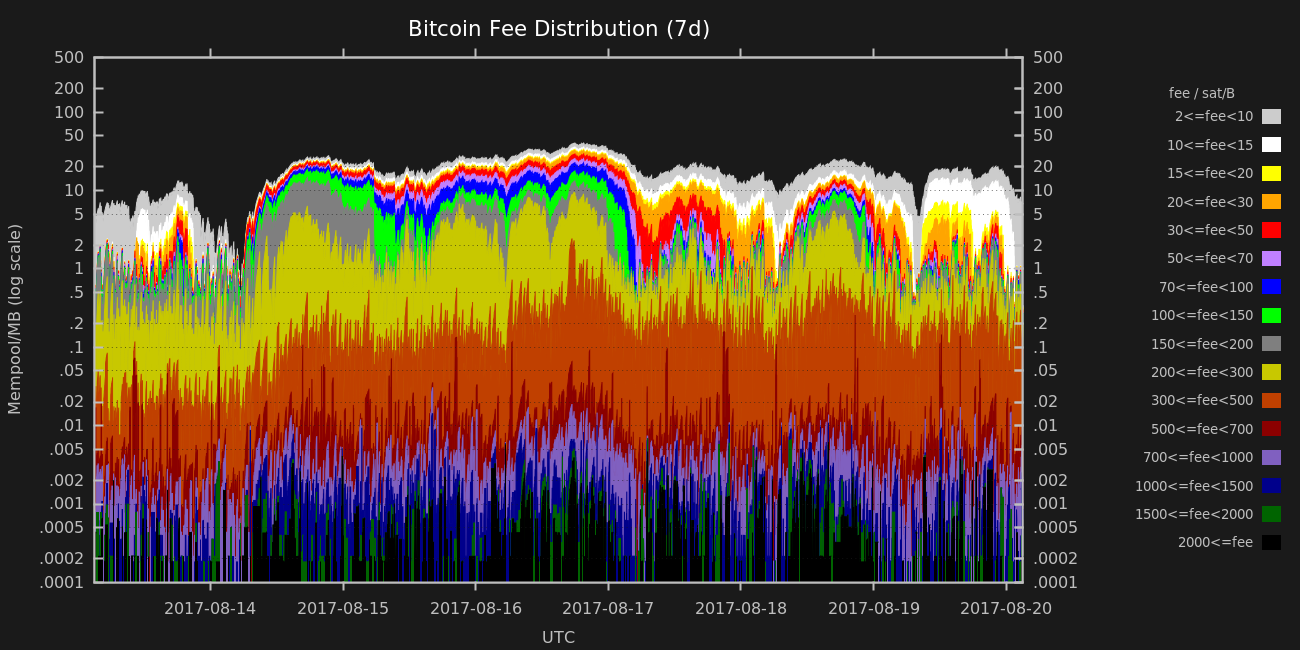 Bitcoin Fee Distribution (7d)
500
200
100
50
20
10
5
2
1
.5
.2
.1
.05
.02
.01
.005
.002
.001
.0005
.0002
.0001
Mempool/MB (log scale)
500
200
100
50
20
10
5
2
1
.5
.2
.1
.05
.02
.01
.005
.002
.001
.0005
.0002
.0001
2017-08-14 2017-08-15 2017-08-16 2017-08-17 2017-08-18 2017-08-19 2017-08-20
UTC
fee / sat/B
2<=fee<10
10<=fee<15
15<=fee<20
20<=fee<30
30<=fee<50
50<=fee<70
70<=fee<100
100<=fee<150
150<=fee<200
200<=fee<300
300<=fee<500
500<=fee<700
700<=fee<1000
1000<=fee<1500
1500<=fee<2000
2000<=fee